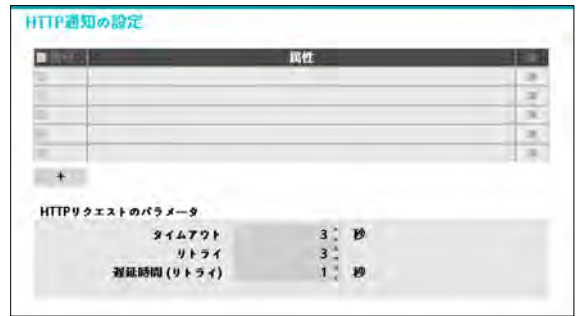 HTTP通知の設定
属性
+
HTTPリクエストのパラメータ
タイムアウト 3 秒
リトライ 3
遅延時間 (リトライ) 1 秒